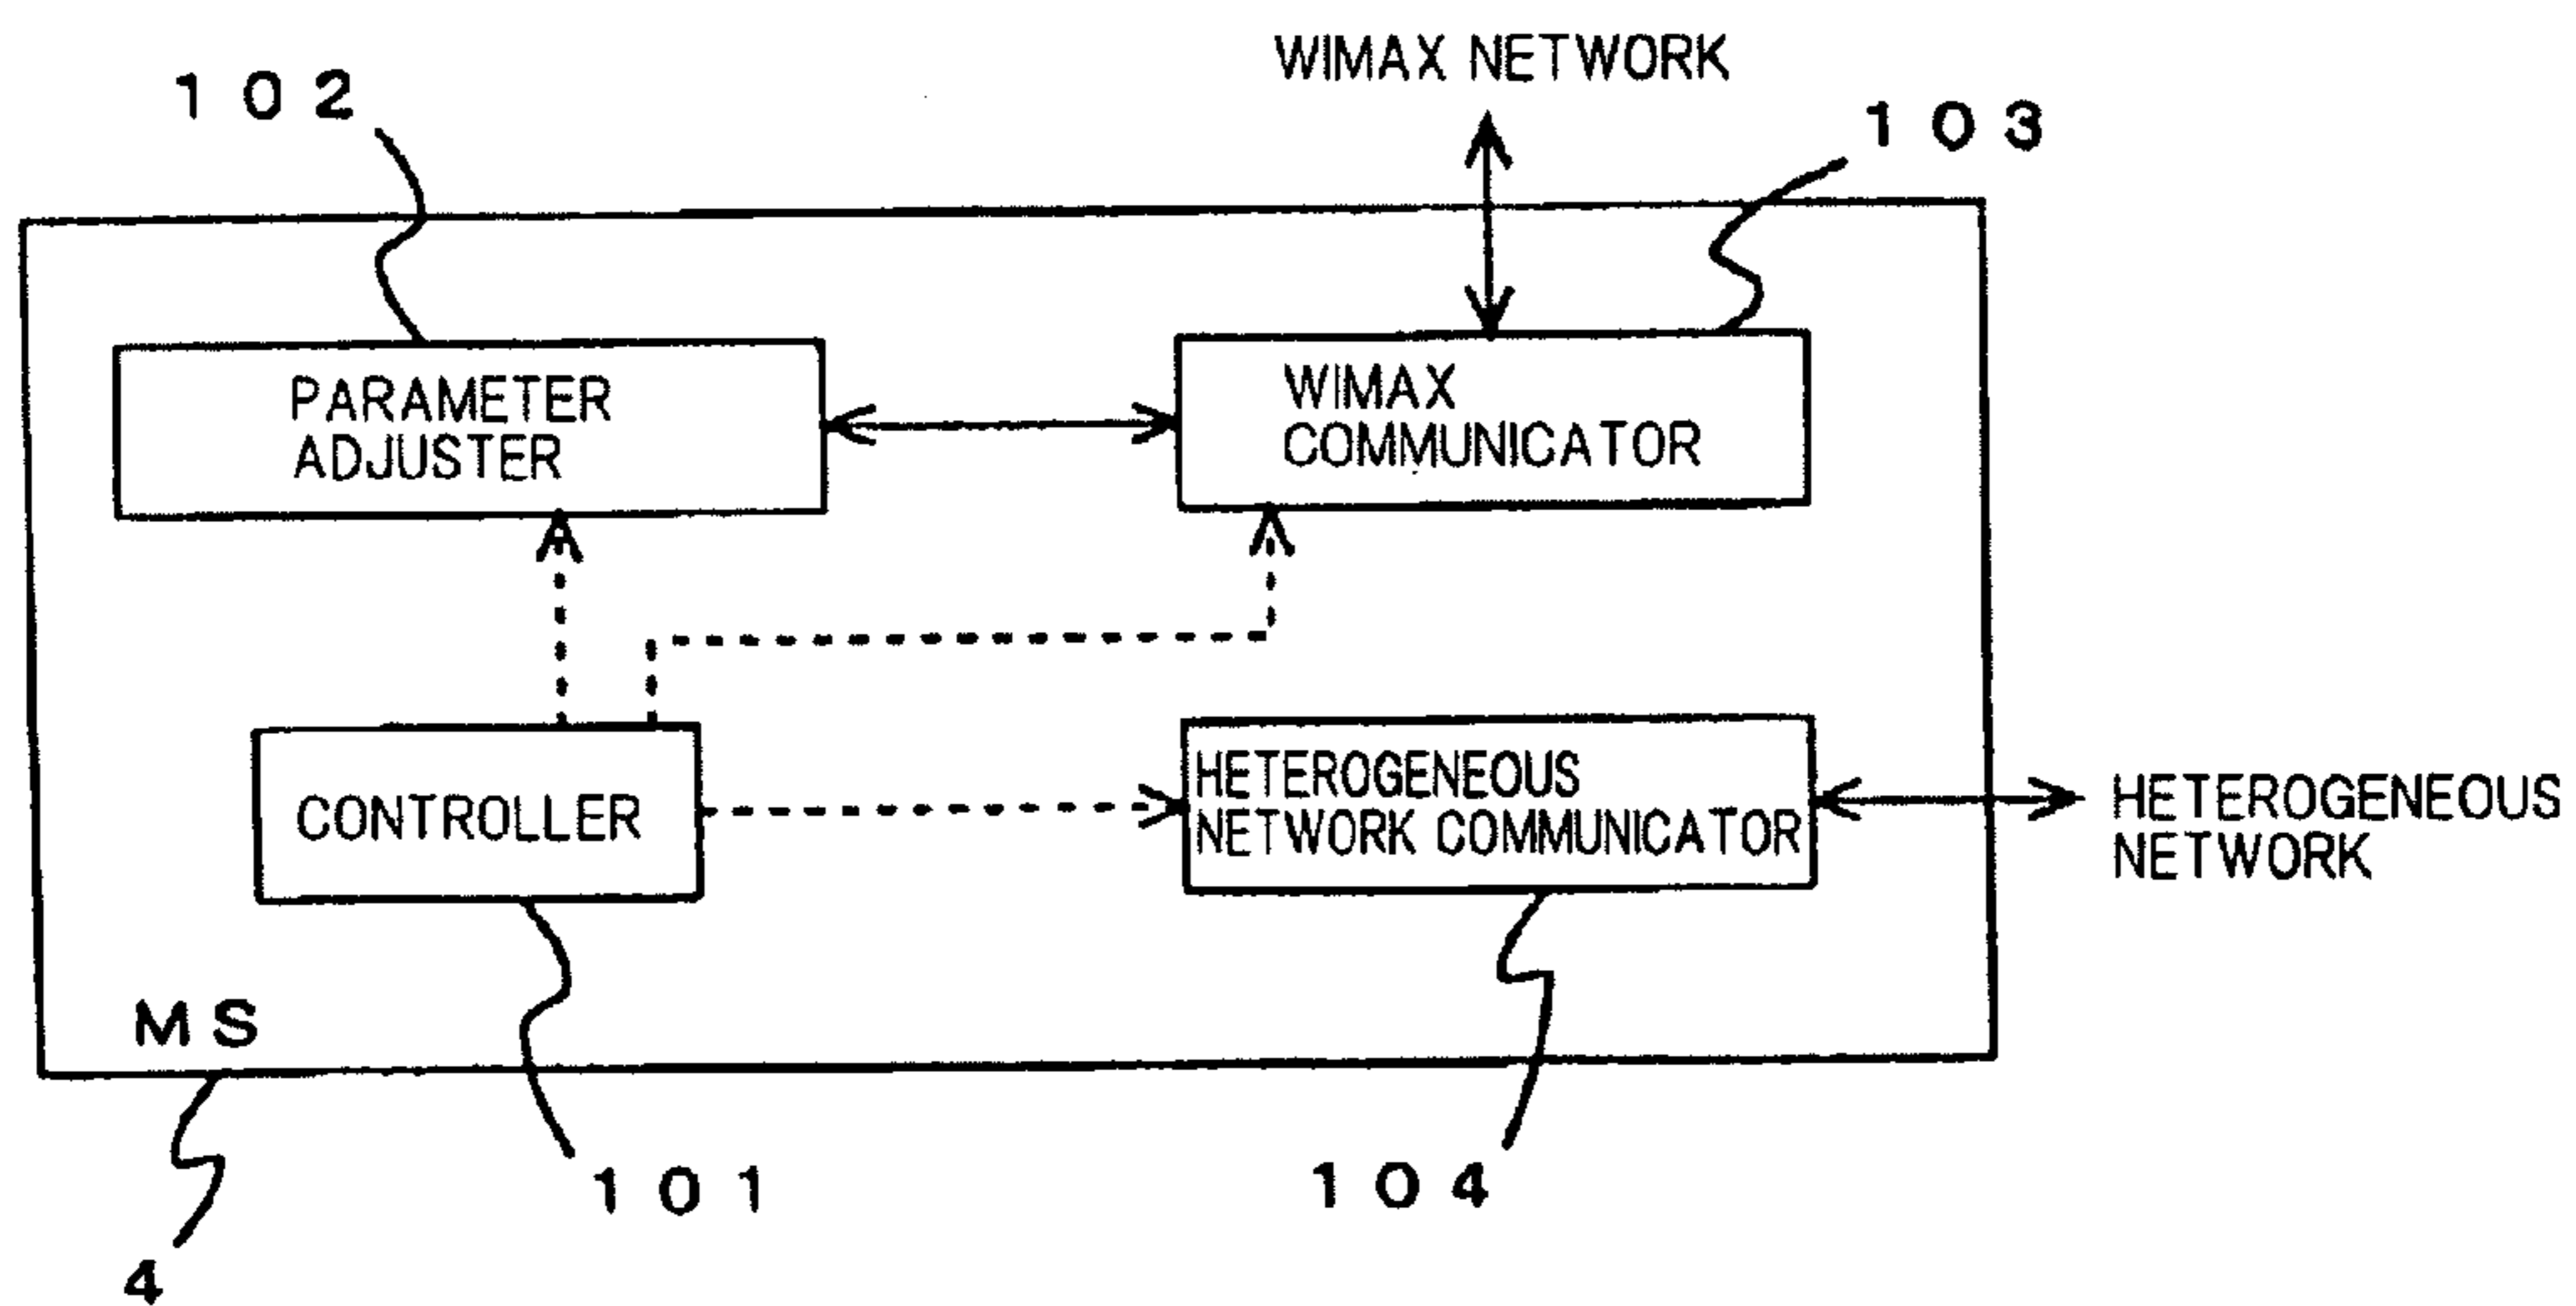 WIMAX NETWORK
102
103
PARAMETER
ADJUSTER
WIMAX
COMMUNICATOR
CONTROLLER
HETEROGENEOUS
NETWORK COMMUNICATOR
HETEROGENEOUS
NETWORK
MS
101
104
4